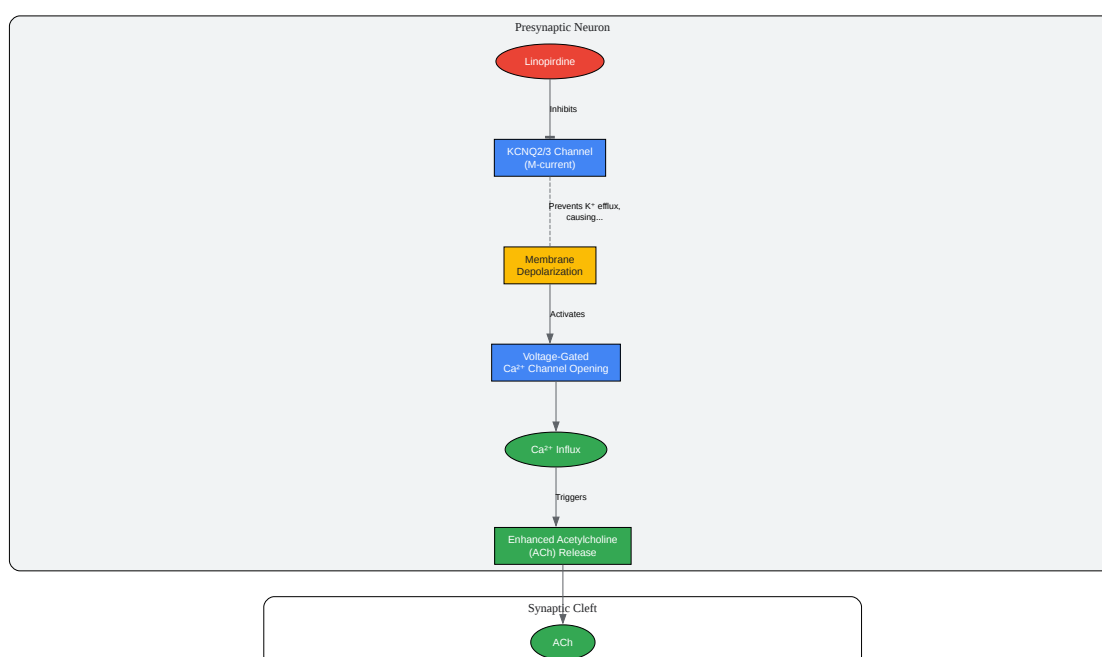 Presynaptic Neuron
Linopirdine
Inhibits
KCNQ2/3 Channel
(M-current)
Prevents K⁺ efflux,
causing...
Membrane
Depolarization
Activates
Voltage-Gated
Ca²⁺ Channel Opening
Ca²⁺ Influx
Triggers
Enhanced Acetylcholine
(ACh) Release
Synaptic Cleft
ACh